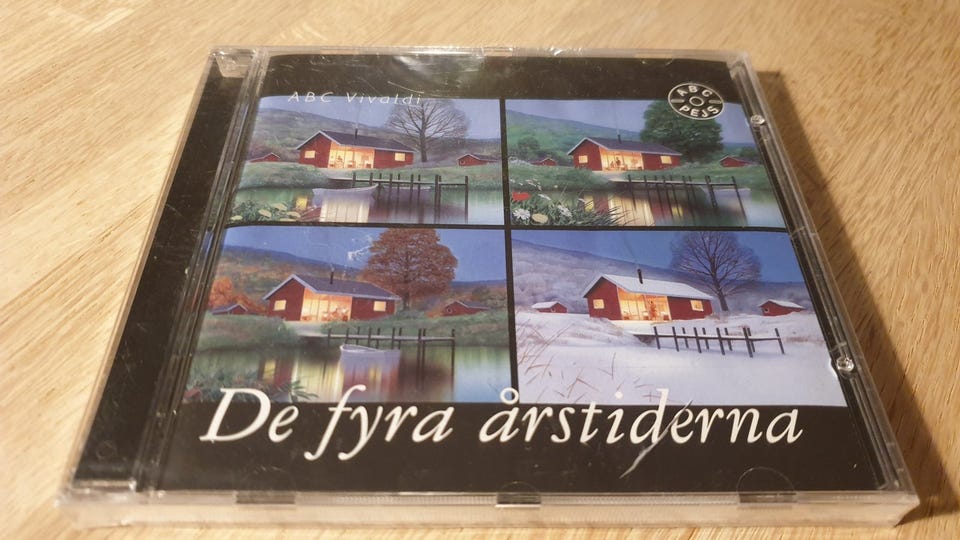 ABC Vivaldi
ABC
PEJS
De fyra årstiderna